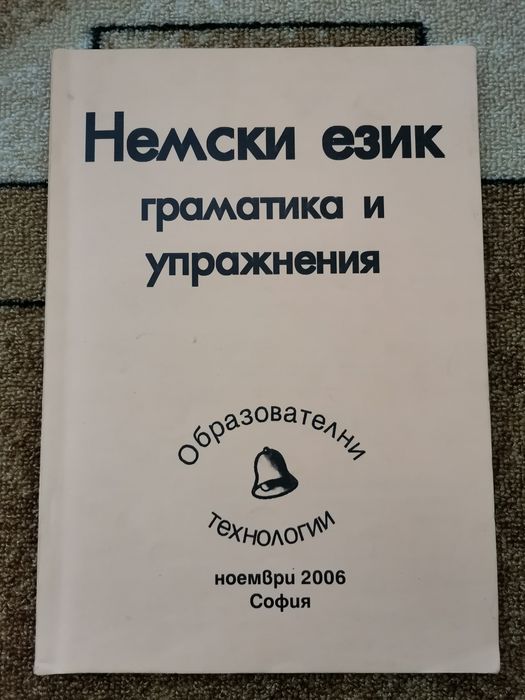 Немски език
граматика и
упражнения
Образователни
технологии
ноември 2006
София